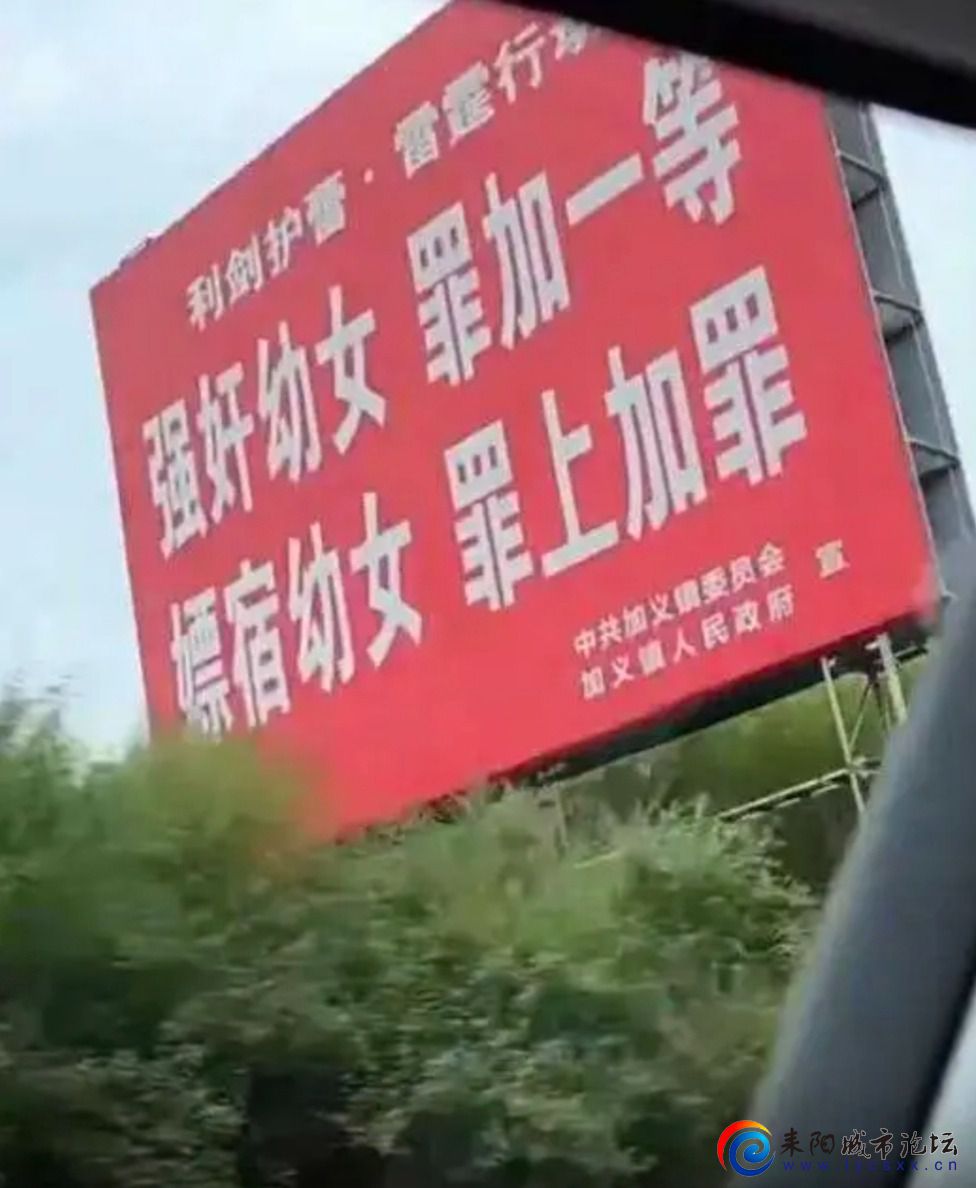 利剑护蕾·雷霆行动
强奸幼女 罪加一等
嫖宿幼女 罪上加罪
中共加义镇委员会
加义镇人民政府
宣
耒阳城市论坛